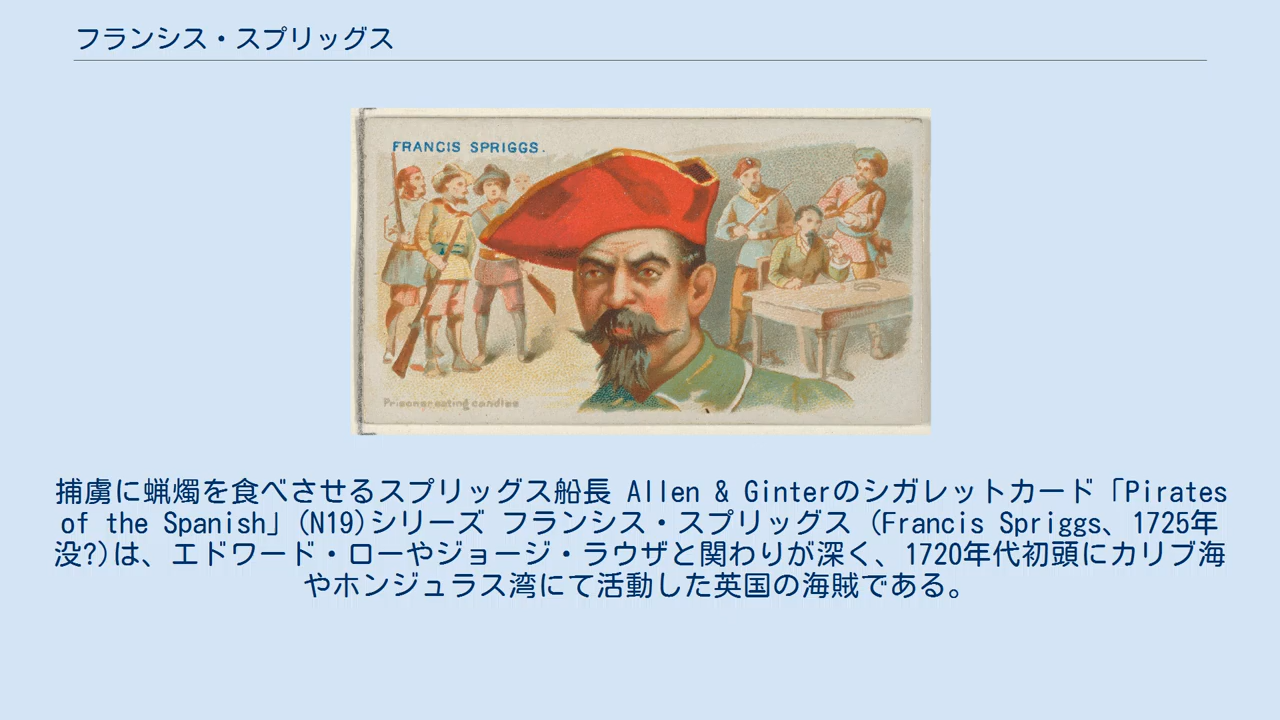 フランシス・スプリッグス
FRANCIS SPRIGGS.
Prisoner eating candles
捕虜に蝋燭を食べさせるスプリッグス船長 Allen & Ginterのシガレットカード「Pirates
of the Spanish」(N19)シリーズ フランシス・スプリッグス (Francis Spriggs、1725年
没?)は、エドワード・ローやジョージ・ラウザと関わりが深く、1720年代初頭にカリブ海
やホンジュラス湾にて活動した英国の海賊である。